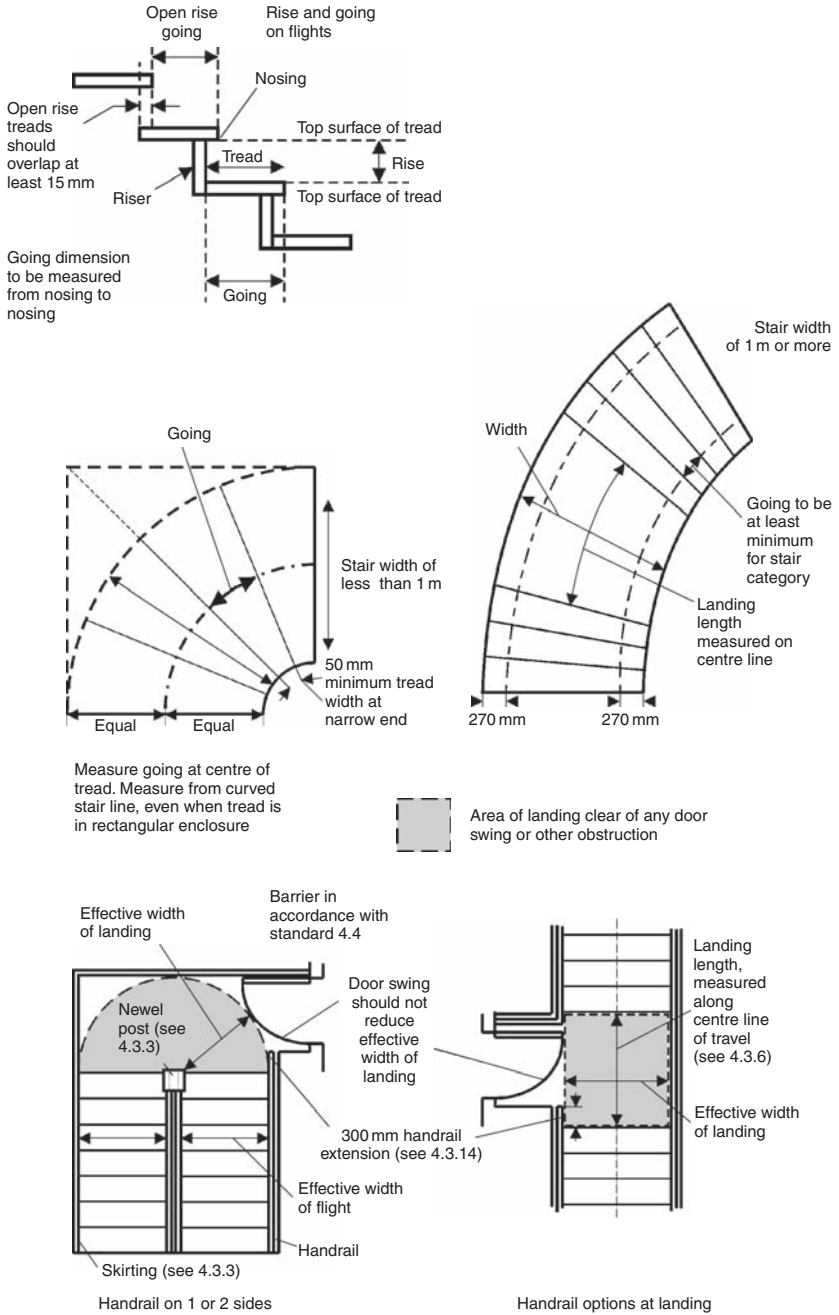 Open rise
going
Rise and going
on flights
Nosing
Open rise
treads
should
overlap at
least 15 mm
Top surface of tread
Tread
Rise
Riser
Top surface of tread
Going dimension
to be measured
from nosing to
nosing
Going
Stair width
of 1 m or more
Going
Width
Going to be
at least
minimum
for stair
category
Stair width of
less than 1 m
Landing
length
measured on
centre line
50 mm
minimum tread
width at
narrow end
Equal
Equal
270 mm
270 mm
Measure going at centre of
tread. Measure from curved
stair line, even when tread is
in rectangular enclosure
Area of landing clear of any door
swing or other obstruction
Effective width
of landing
Barrier in
accordance with
standard 4.4
Newel
post (see
4.3.3)
Door swing
should not
reduce
effective
width of
landing
Landing
length,
measured
along
centre line
of travel
(see 4.3.6)
300 mm handrail
extension (see 4.3.14)
Effective width
of landing
Effective width
of flight
Handrail
Skirting (see 4.3.3)
Handrail on 1 or 2 sides
Handrail options at landing